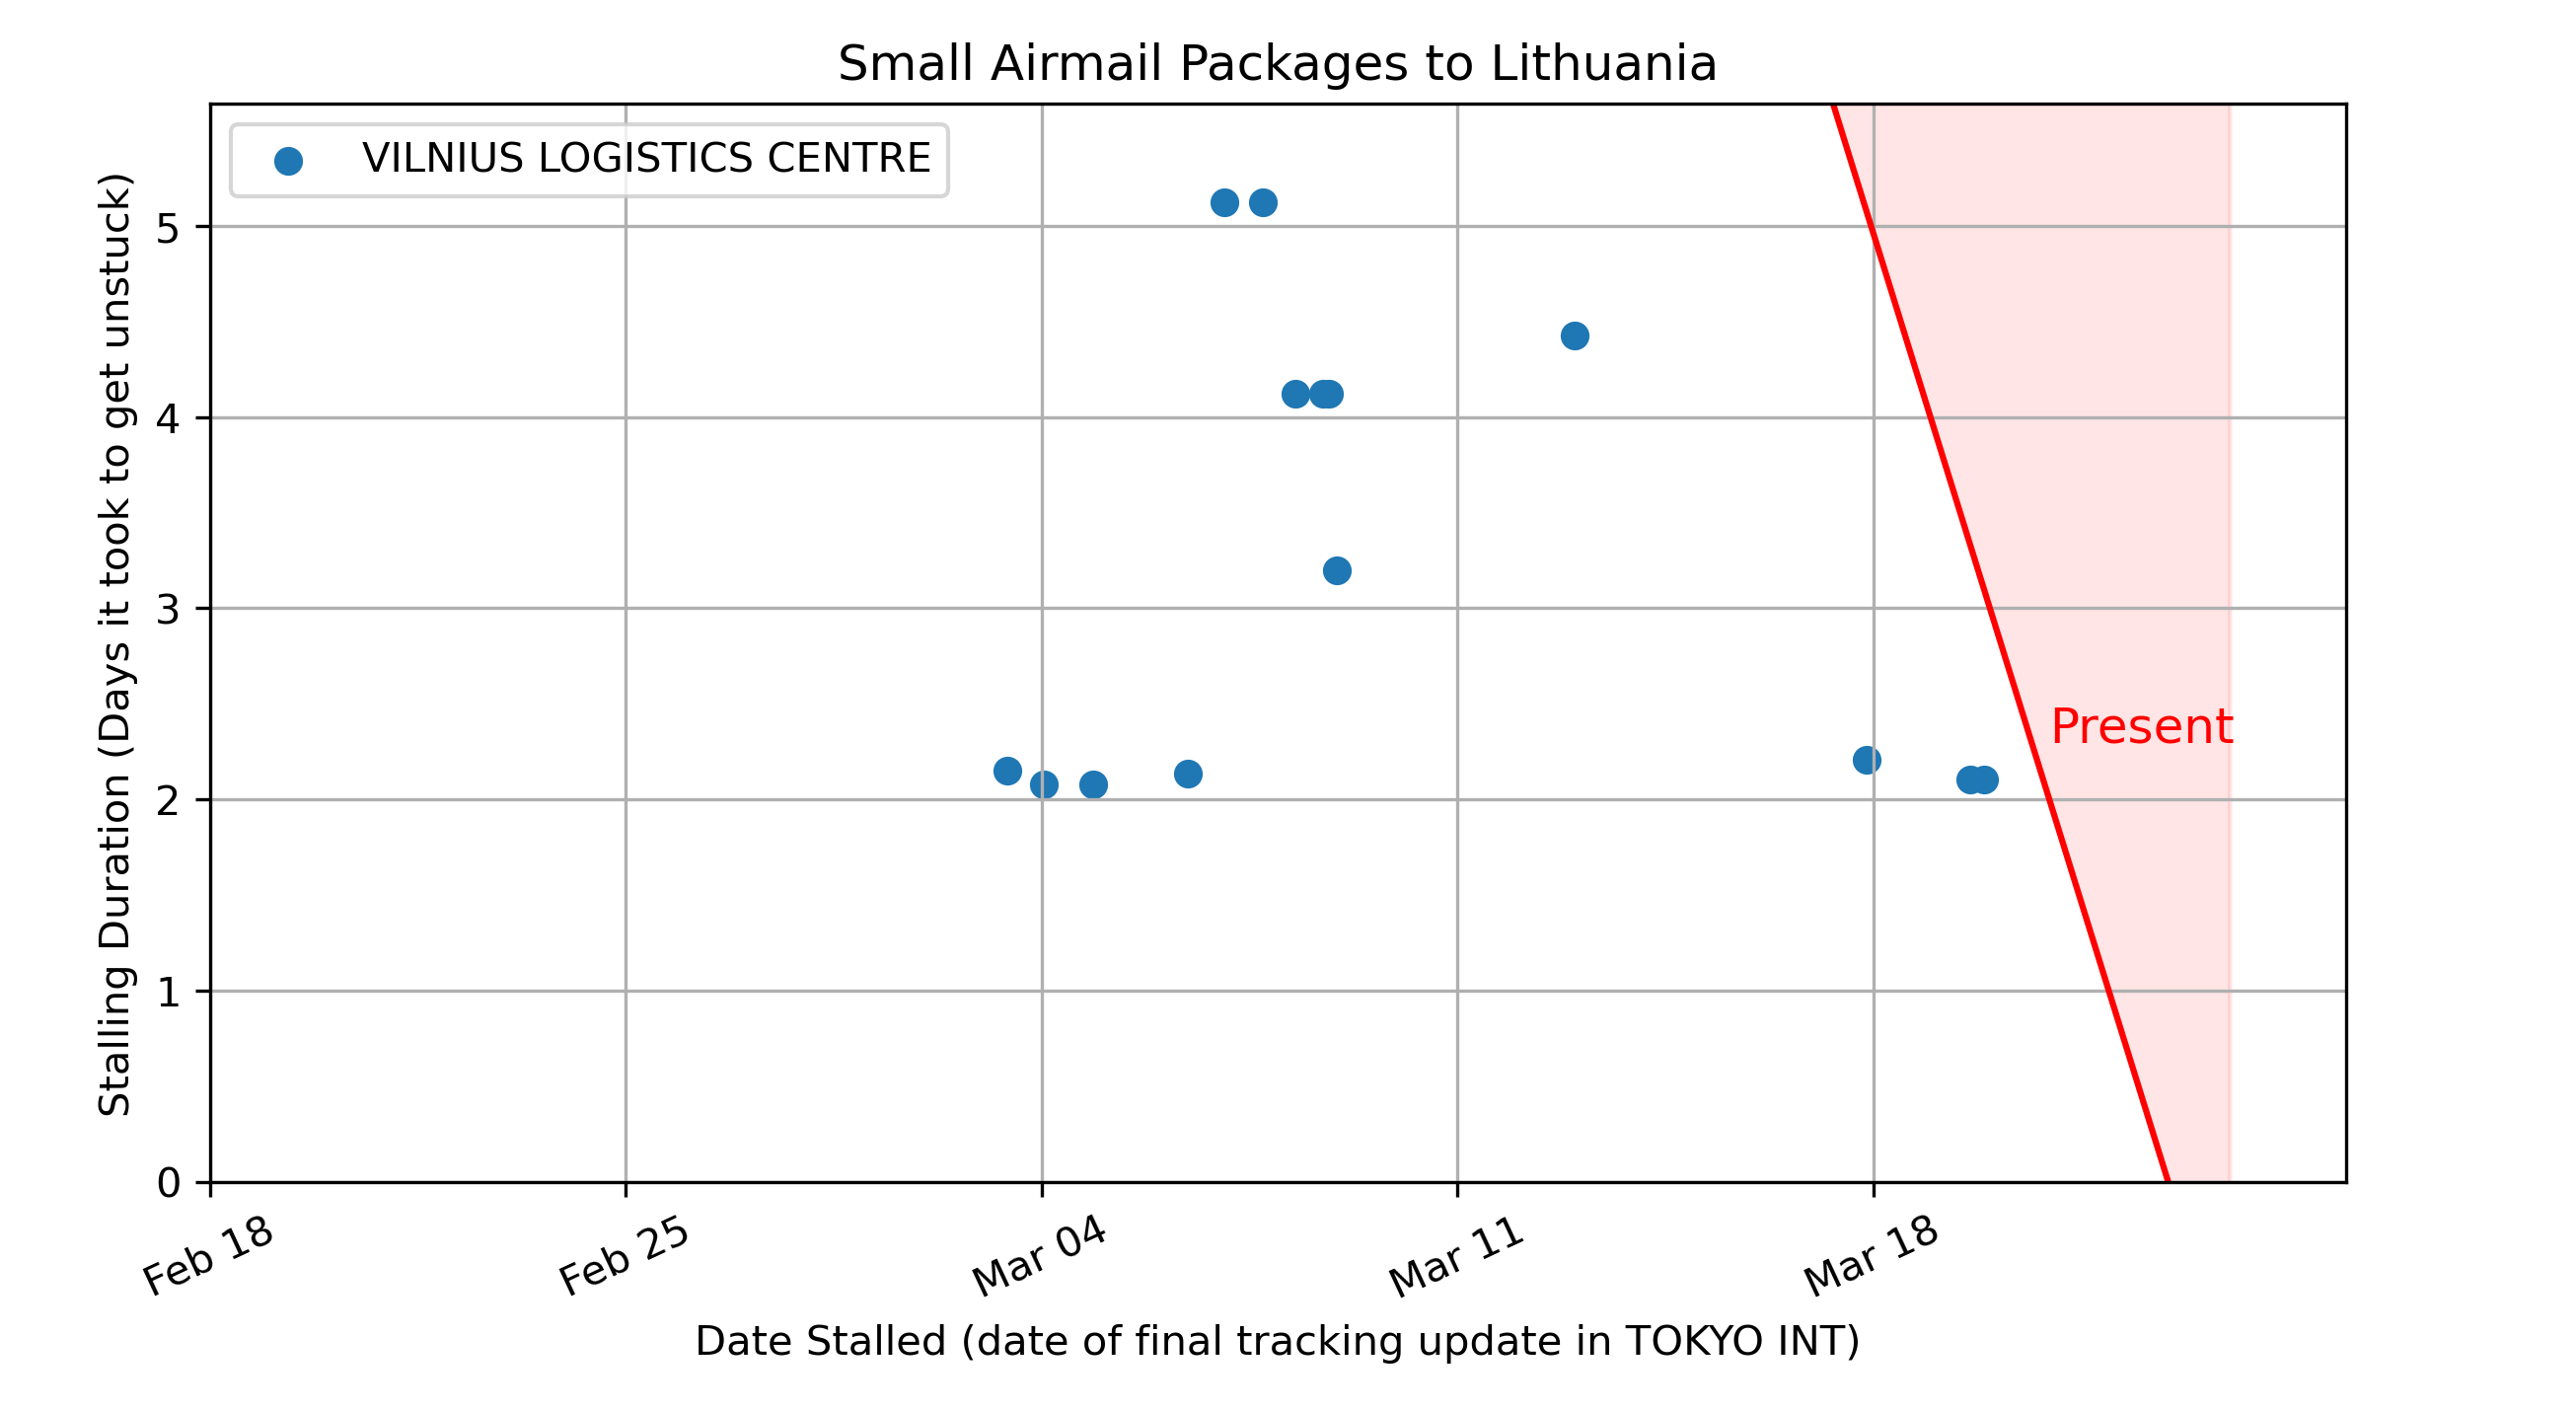 Small Airmail Packages to Lithuania
VILNIUS LOGISTICS CENTRE
Stalling Duration (Days it took to get unstuck)
5
4
3
2
1
0
Present
Feb 18
Feb 25
Mar 04
Mar 11
Mar 18
Date Stalled (date of final tracking update in TOKYO INT)